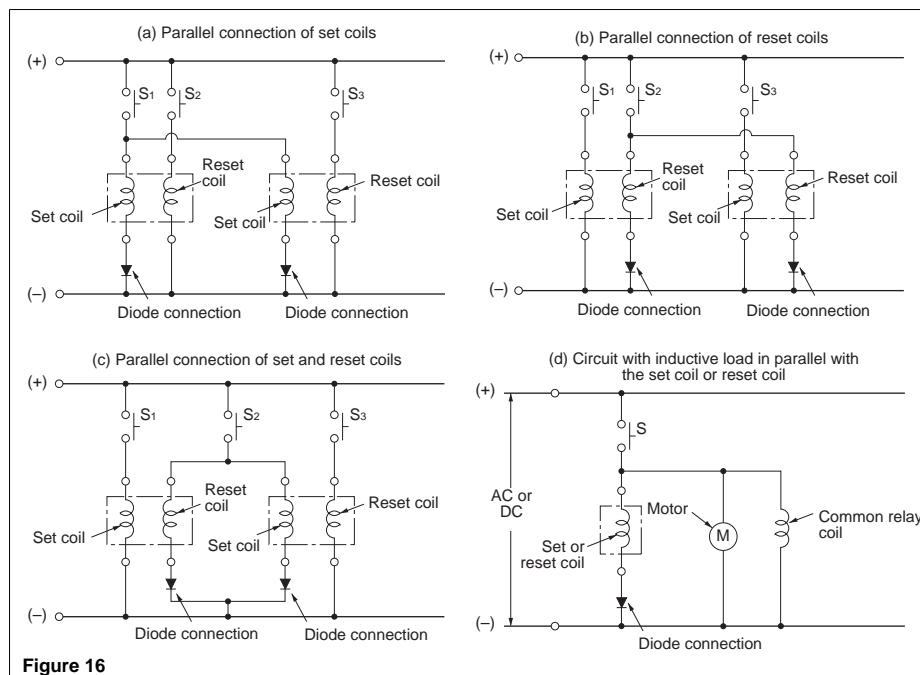 (a) Parallel connection of set coils
(+)
S1
S2
S3
Reset
coil
Reset coil
Set coil
Set coil
(–)
Diode connection
Diode connection
(b) Parallel connection of reset coils
(+)
S1
S2
S3
Reset
coil
Reset coil
Set coil
Set coil
(–)
Diode connection
Diode connection
(c) Parallel connection of set and reset coils
(+)
S1
S2
S3
Reset
coil
Reset coil
Set coil
Set coil
(–)
Diode connection
Diode connection
(d) Circuit with inductive load in parallel with
the set coil or reset coil
(+)
S
AC or
DC
Motor
M
Common relay
coil
Set or
reset coil
(–)
Diode connection
Figure 16